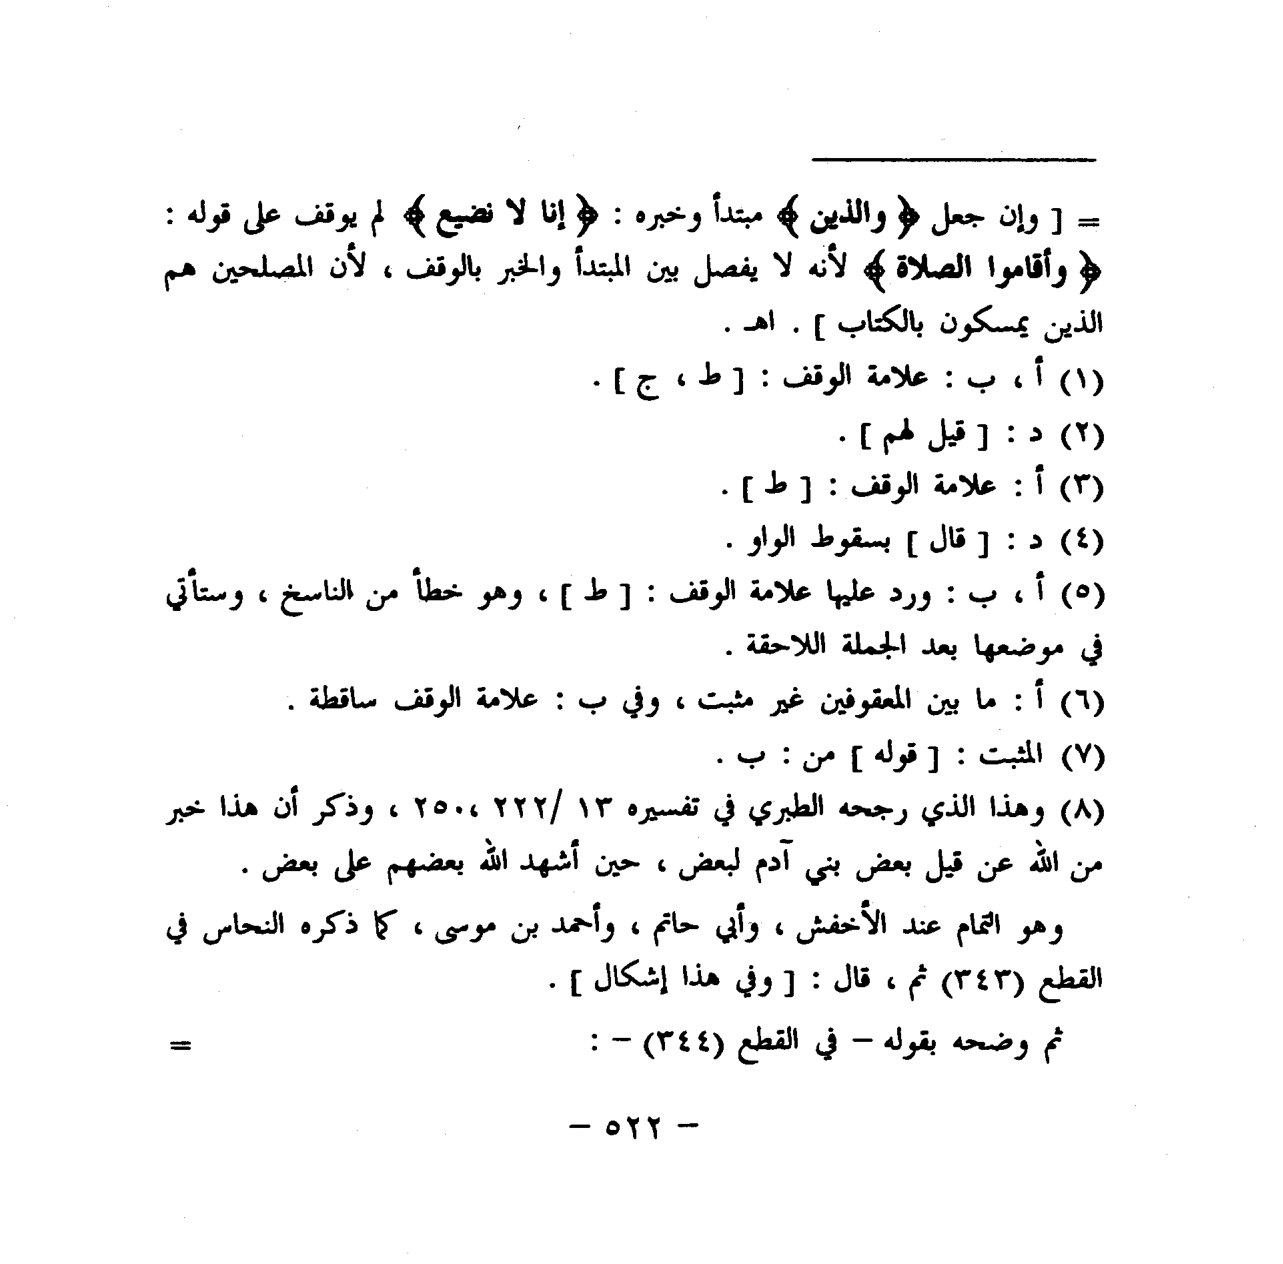 = [ وإن جعل ﴿ والذين ﴾ مبتدأ وخبره : ﴿ إنا لا نضيع ﴾ لم يوقف على قوله :
﴿ وأقاموا الصلاة ﴾ لأنه لا يفصل بين المبتدأ والخبر بالوقف ، لأن المصلحين هم
الذين يمسكون بالكتاب ] . اهـ .
(١) أ ، ب : علامة الوقف : [ ط ، ج ] .
(٢) د : [ قيل لهم ] .
(٣) أ : علامة الوقف : [ ط ] .
(٤) د : [ قال ] بسقوط الواو .
(٥) أ ، ب : ورد عليها علامة الوقف : [ ط ] ، وهو خطأ من الناسخ ، وستأتي
في موضعها بعد الجملة اللاحقة .
(٦) أ : ما بين المعقوفين غير مثبت ، وفي ب : علامة الوقف ساقطة .
(٧) المثبت : [ قوله ] من : ب .
(٨) وهذا الذي رجحه الطبري في تفسيره ١٣ /٢٢٢ ،٢٥٠ ، وذكر أن هذا خبر
من الله عن قيل بعض بني آدم لبعض ، حين أشهد الله بعضهم على بعض .
وهو التمام عند الأخفش ، وأبي حاتم ، وأحمد بن موسى ، كما ذكره النحاس في
القطع (٣٤٣) ثم ، قال : [ وفي هذا إشكال ] .
ثم وضحه بقوله – في القطع (٣٤٤) – : =
– ٥٢٢ –